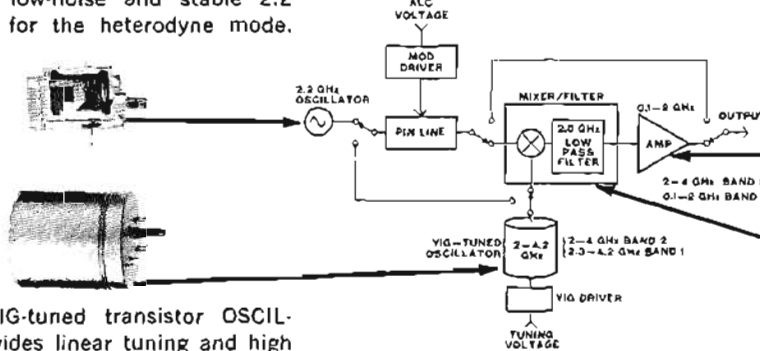 low-noise and stable 2.2
for the heterodyne mode.
ALC
VOLTAGE
MOD
DRIVER
2.2 GHz
OSCILLATOR
PIN LINE
MIXER/FILTER
2.0 GHz
LOW
PASS
FILTER
0.1-2 GHz
AMP
OUTPUT
2-4 GHz BAND
0.1-2 GHz BAND
YIG-TUNED
OSCILLATOR
2-4.2
GHz
2-4 GHz BAND 2
2.3-4.2 GHz BAND 1
YIG DRIVER
TUNING
VOLTAGE
IG-tuned transistor OSCIL-
vides linear tuning and high